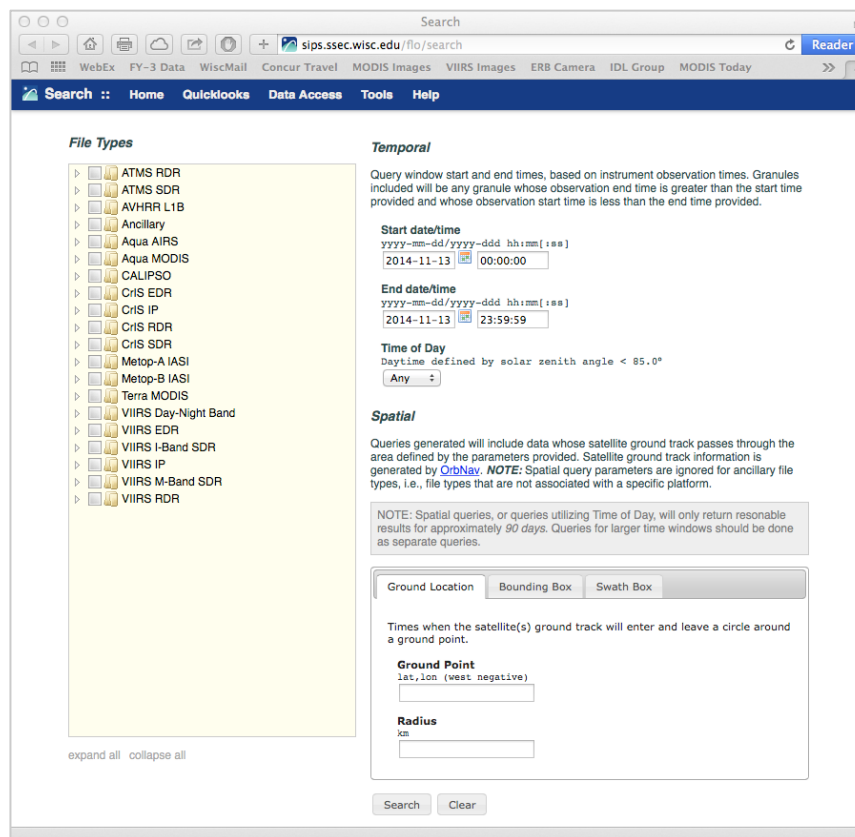 Search
sips.ssec.wisc.edu/flo/search
Reader
WebEx FY-3 Data WiscMail Concur Travel MODIS Images VIIRS Images ERB Camera IDL Group MODIS Today
Search :: Home Quicklooks Data Access Tools Help
File Types
ATMS RDR
ATMS SDR
AVHRR L1B
Ancillary
Aqua AIRS
Aqua MODIS
CALIPSO
CrIS EDR
CrIS IP
CrIS RDR
CrIS SDR
Metop-A IASI
Metop-B IASI
Terra MODIS
VIIRS Day-Night Band
VIIRS EDR
VIIRS I-Band SDR
VIIRS IP
VIIRS M-Band SDR
VIIRS RDR
expand all collapse all
Temporal
Query window start and end times, based on instrument observation times. Granules
included will be any granule whose observation end time is greater than the start time
provided and whose observation start time is less than the end time provided.
Start date/time
yyyy-mm-dd/yyyy-ddd hh:mm[:ss]
2014-11-13 00:00:00
End date/time
yyyy-mm-dd/yyyy-ddd hh:mm[:ss]
2014-11-13 23:59:59
Time of Day
Daytime defined by solar zenith angle < 85.0°
Any
Spatial
Queries generated will include data whose satellite ground track passes through the
area defined by the parameters provided. Satellite ground track information is
generated by OrbNav. NOTE: Spatial query parameters are ignored for ancillary file
types, i.e., file types that are not associated with a specific platform.
NOTE: Spatial queries, or queries utilizing Time of Day, will only return resonable
results for approximately 90 days. Queries for larger time windows should be done
as separate queries.
Ground Location Bounding Box Swath Box
Times when the satellite(s) ground track will enter and leave a circle around
a ground point.
Ground Point
lat,lon (west negative)
Radius
km
Search Clear